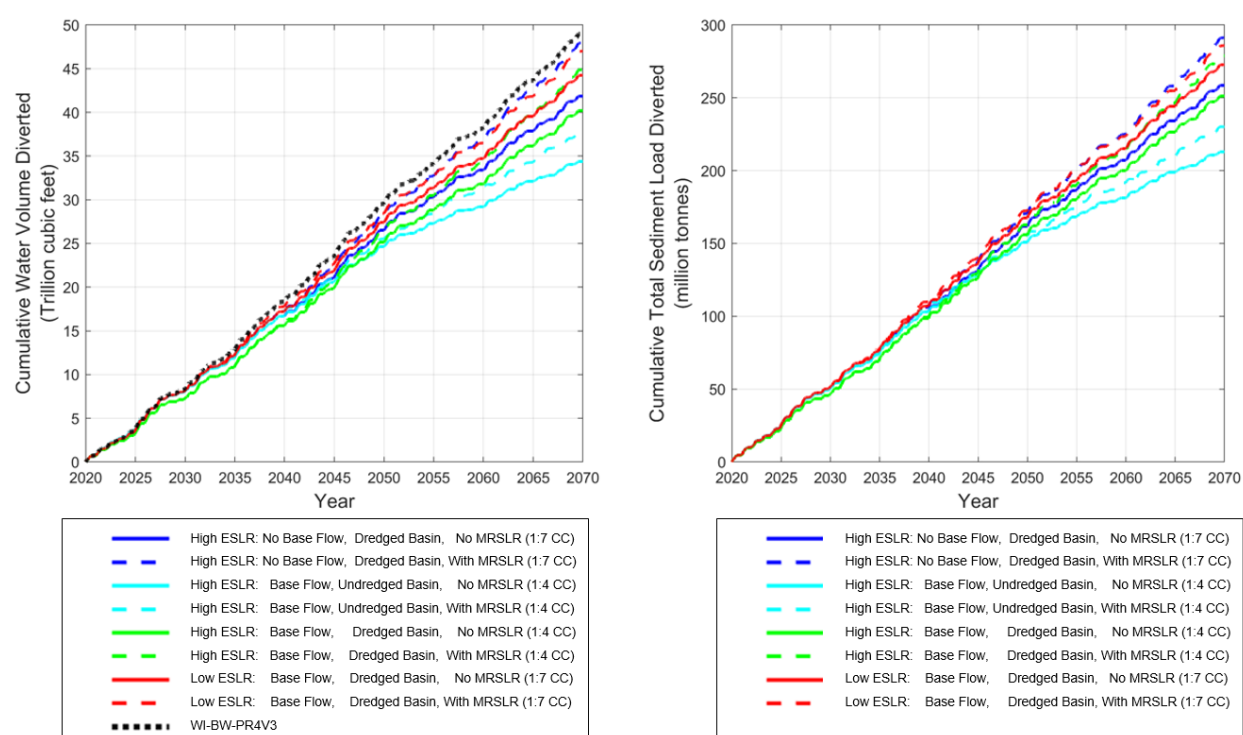 Cumulative Water Volume Diverted
(Trillion cubic feet)
50
45
40
35
30
25
20
15
10
5
0
2020 2025 2030 2035 2040 2045 2050 2055 2060 2065 2070
Year
High ESLR: No Base Flow, Dredged Basin, No MRSLR (1:7 CC)
High ESLR: No Base Flow, Dredged Basin, With MRSLR (1:7 CC)
High ESLR: Base Flow, Undredged Basin, No MRSLR (1:4 CC)
High ESLR: Base Flow, Undredged Basin, With MRSLR (1:4 CC)
High ESLR: Base Flow, Dredged Basin, No MRSLR (1:4 CC)
High ESLR: Base Flow, Dredged Basin, With MRSLR (1:4 CC)
Low ESLR: Base Flow, Dredged Basin, No MRSLR (1:7 CC)
Low ESLR: Base Flow, Dredged Basin, With MRSLR (1:7 CC)
WI-BW-PR4V3
Cumulative Total Sediment Load Diverted
(million tonnes)
300
250
200
150
100
50
0
2020 2025 2030 2035 2040 2045 2050 2055 2060 2065 2070
Year
High ESLR: No Base Flow, Dredged Basin, No MRSLR (1:7 CC)
High ESLR: No Base Flow, Dredged Basin, With MRSLR (1:7 CC)
High ESLR: Base Flow, Undredged Basin, No MRSLR (1:4 CC)
High ESLR: Base Flow, Undredged Basin, With MRSLR (1:4 CC)
High ESLR: Base Flow, Dredged Basin, No MRSLR (1:4 CC)
High ESLR: Base Flow, Dredged Basin, With MRSLR (1:4 CC)
Low ESLR: Base Flow, Dredged Basin, No MRSLR (1:7 CC)
Low ESLR: Base Flow, Dredged Basin, With MRSLR (1:7 CC)